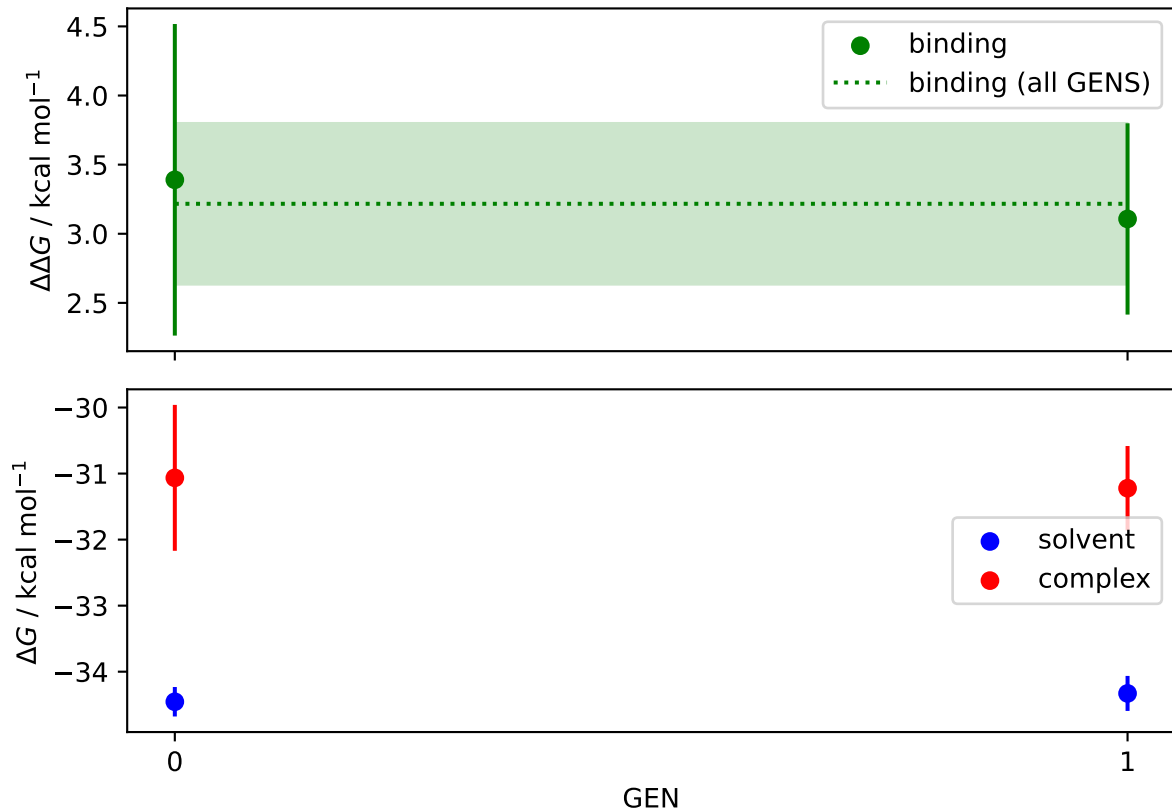 4.5
4.0
3.5
3.0
2.5
ΔΔG / kcal mol⁻¹
binding
binding (all GENS)
−30
−31
−32
−33
−34
ΔG / kcal mol⁻¹
solvent
complex
0
1
GEN